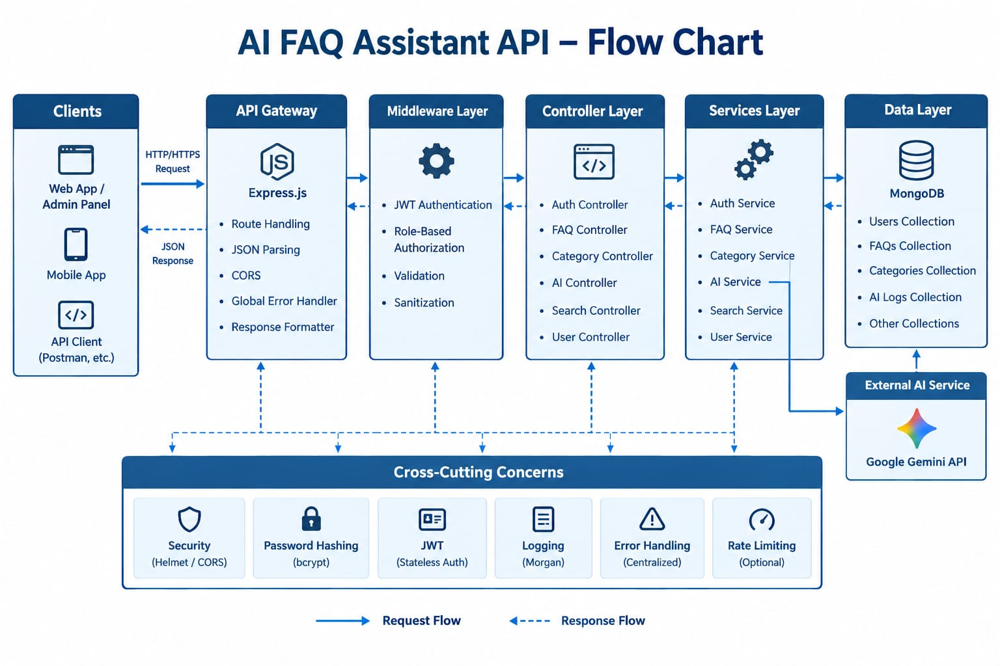 AI FAQ Assistant API – Flow Chart
Clients
Web App /
Admin Panel
Mobile App
API Client
(Postman, etc.)
HTTP/HTTPS
Request
JSON
Response
API Gateway
JS
Express.js
• Route Handling
• JSON Parsing
• CORS
• Global Error Handler
• Response Formatter
Middleware Layer
• JWT Authentication
• Role-Based
Authorization
• Validation
• Sanitization
Controller Layer
</>
• Auth Controller
• FAQ Controller
• Category Controller
• AI Controller
• Search Controller
• User Controller
Services Layer
• Auth Service
• FAQ Service
• Category Service
• AI Service
• Search Service
• User Service
Data Layer
MongoDB
• Users Collection
• FAQs Collection
• Categories Collection
• AI Logs Collection
• Other Collections
External AI Service
Google Gemini API
Cross-Cutting Concerns
Security
(Helmet / CORS)
Password Hashing
(bcrypt)
JWT
(Stateless Auth)
Logging
(Morgan)
Error Handling
(Centralized)
Rate Limiting
(Optional)
Request Flow
Response Flow